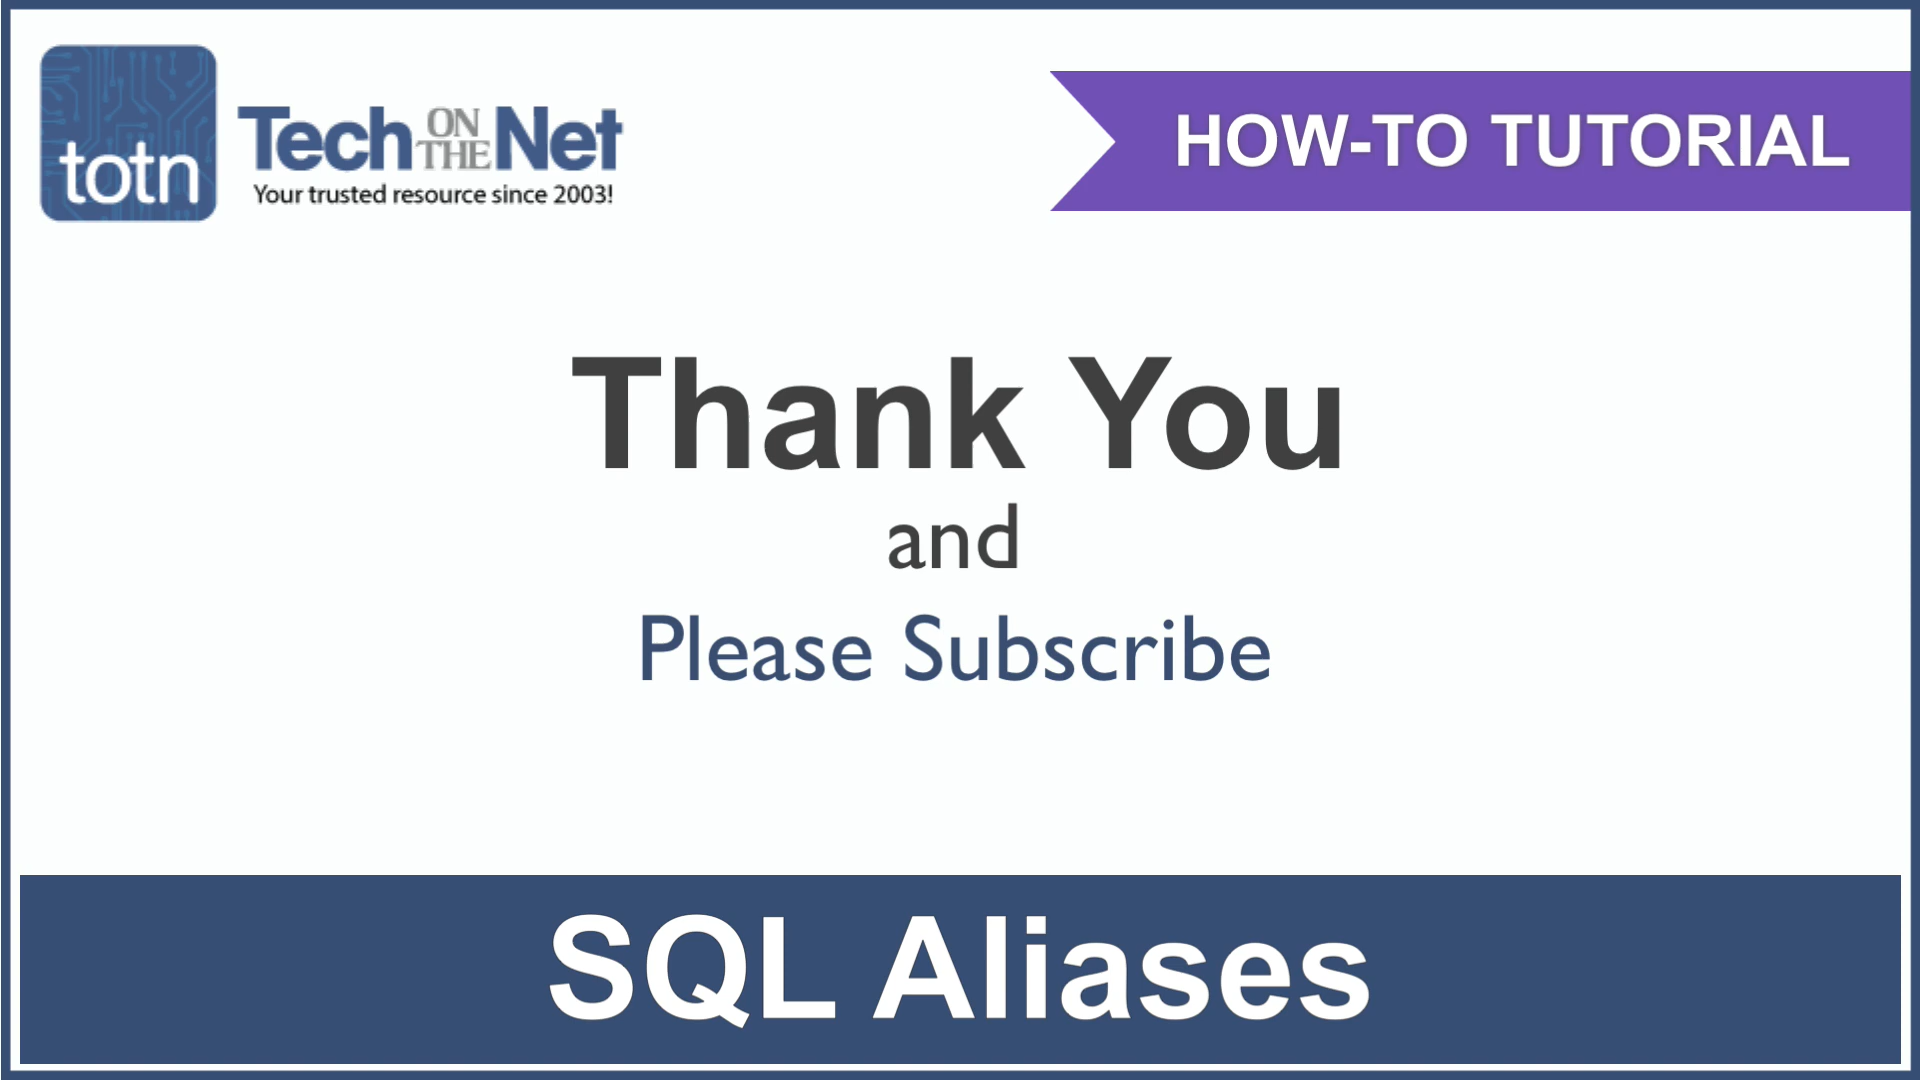 totn
Tech ON THE Net
Your trusted resource since 2003!
HOW-TO TUTORIAL
Thank You
and
Please Subscribe
SQL Aliases